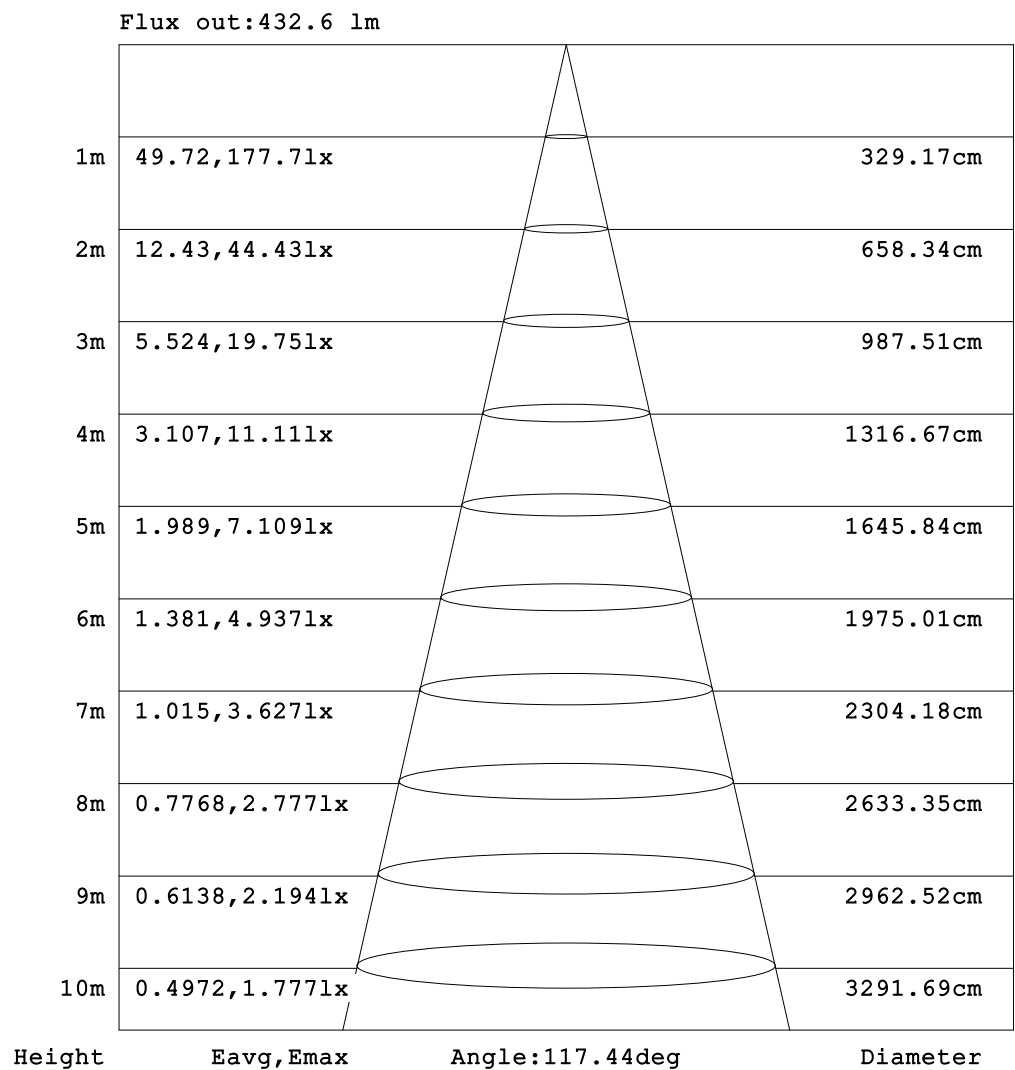 Flux out:432.6 lm
1m 49.72,177.7lx 329.17cm
2m 12.43,44.43lx 658.34cm
3m 5.524,19.75lx 987.51cm
4m 3.107,11.11lx 1316.67cm
5m 1.989,7.109lx 1645.84cm
6m 1.381,4.937lx 1975.01cm
7m 1.015,3.627lx 2304.18cm
8m 0.7768,2.777lx 2633.35cm
9m 0.6138,2.194lx 2962.52cm
10m 0.4972,1.777lx 3291.69cm
Height Eavg,Emax Angle:117.44deg Diameter